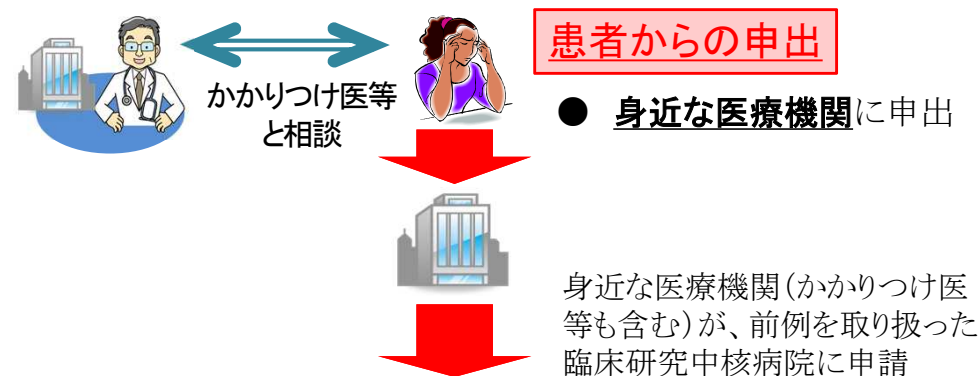 患者からの申出
かかりつけ医等
と相談
● 身近な医療機関に申出
身近な医療機関(かかりつけ医
等も含む)が、前例を取り扱った
臨床研究中核病院に申請